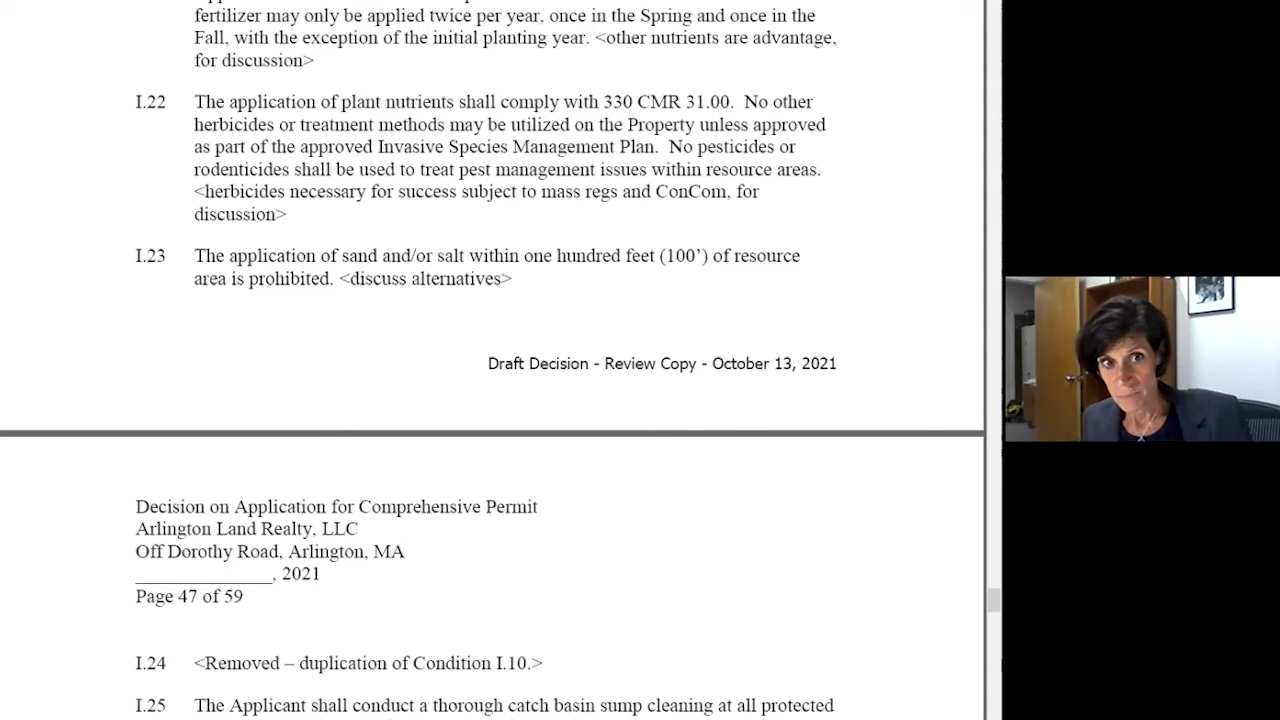 fertilizer may only be applied twice per year, once in the Spring and once in the
Fall, with the exception of the initial planting year. <other nutrients are advantage,
for discussion>
I.22 The application of plant nutrients shall comply with 330 CMR 31.00. No other
herbicides or treatment methods may be utilized on the Property unless approved
as part of the approved Invasive Species Management Plan. No pesticides or
rodenticides shall be used to treat pest management issues within resource areas.
<herbicides necessary for success subject to mass regs and ConCom, for
discussion>
I.23 The application of sand and/or salt within one hundred feet (100’) of resource
area is prohibited. <discuss alternatives>
Draft Decision - Review Copy - October 13, 2021
Decision on Application for Comprehensive Permit
Arlington Land Realty, LLC
Off Dorothy Road, Arlington, MA
_______________, 2021
Page 47 of 59
I.24 <Removed – duplication of Condition I.10.>
I.25 The Applicant shall conduct a thorough catch basin sump cleaning at all protected